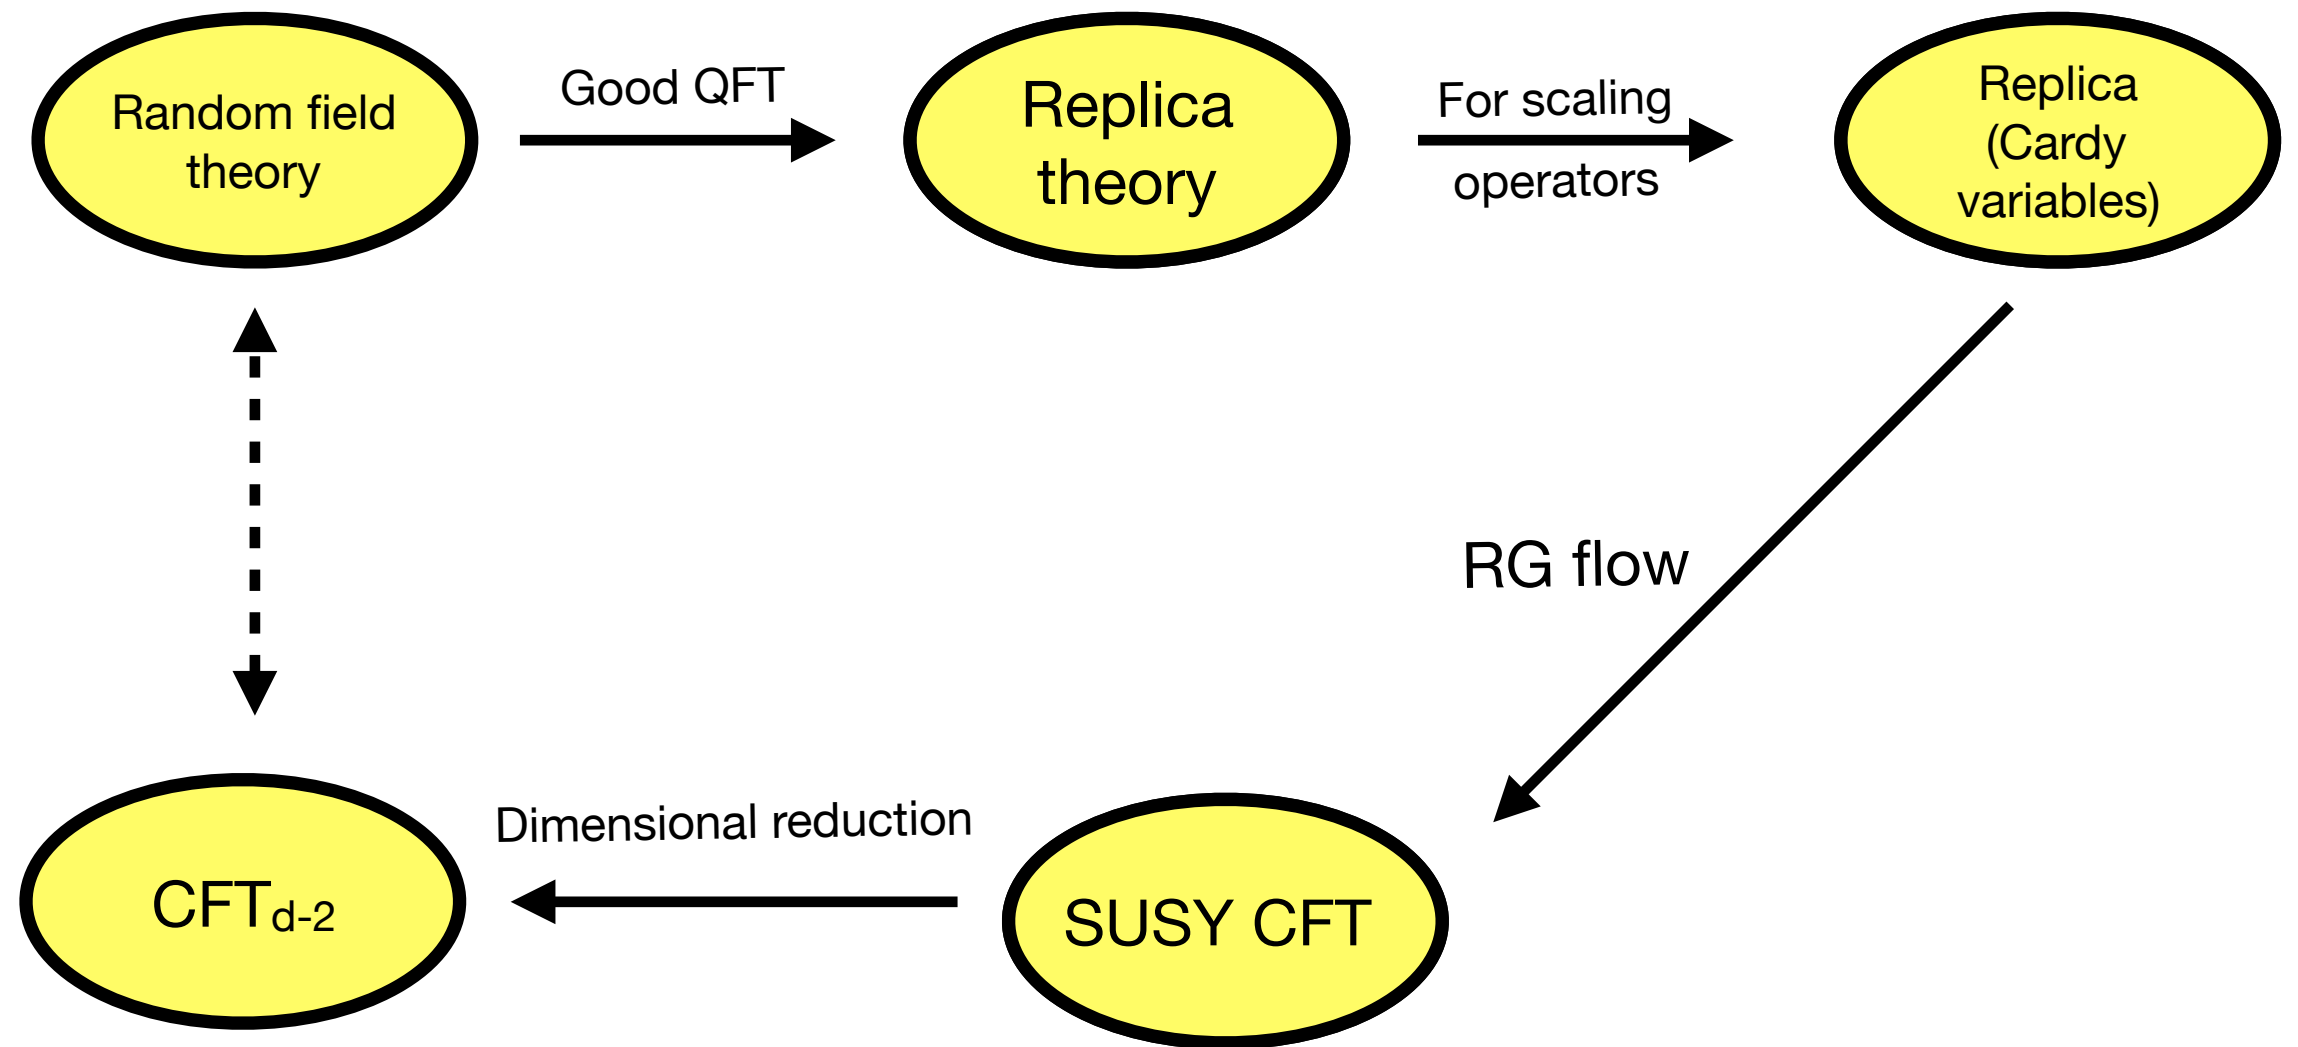 Random field
theory
Good QFT
Replica
theory
For scaling
operators
Replica
(Cardy
variables)
RG flow
Dimensional reduction
CFTd-2
SUSY CFT